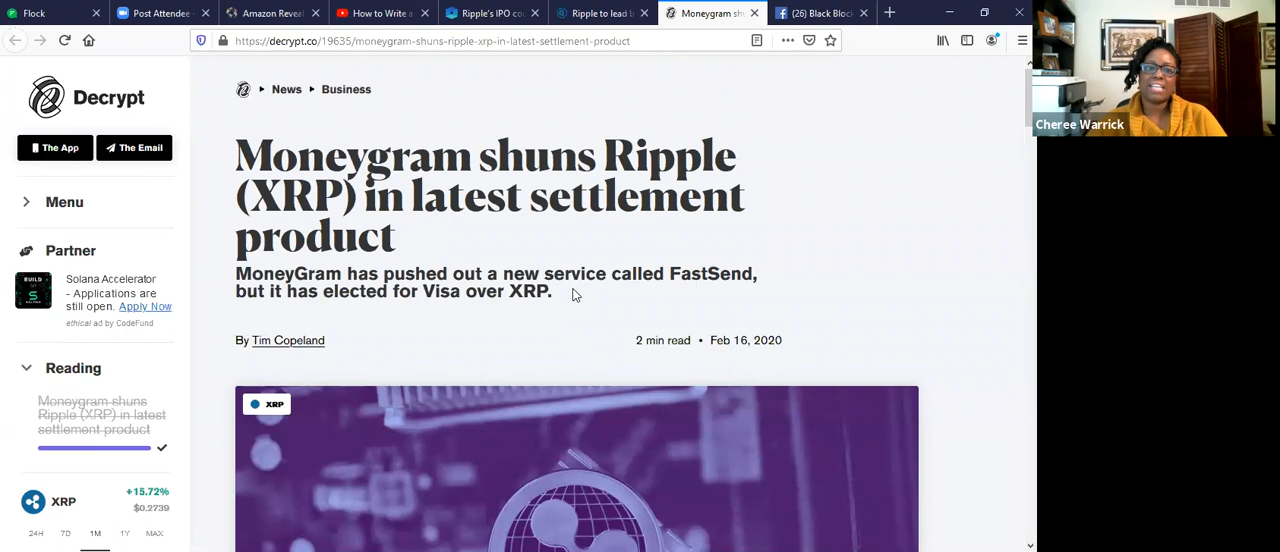 Flock
Post Attendee -
Amazon Reveal
How to Write a
Ripple's IPO cou
Ripple to lead b
Moneygram shu
(26) Black Bloc
https://decrypt.co/19635/moneygram-shuns-ripple-xrp-in-latest-settlement-product
Cheree Warrick
Decrypt
The App
The Email
Menu
Partner
Solana Accelerator
- Applications are
still open. Apply Now
ethical ad by CodeFund
Reading
Moneygram shuns
Ripple (XRP) in latest
settlement product
XRP
+15.72%
$0.2739
24H 7D 1M 1Y MAX
News Business
Moneygram shuns Ripple
(XRP) in latest settlement
product
MoneyGram has pushed out a new service called FastSend,
but it has elected for Visa over XRP.
By Tim Copeland
2 min read • Feb 16, 2020
XRP